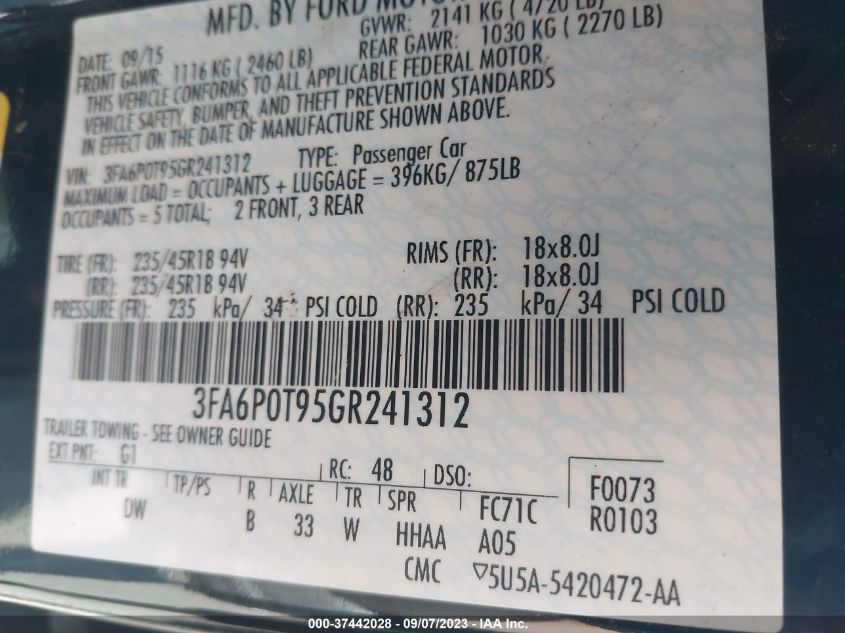 MFD. BY FORD MOTOR
GVWR: 2141 KG ( 4720 LB)
DATE: 09/15
REAR GAWR: 1030 KG ( 2270 LB)
FRONT GAWR: 1116 KG ( 2460 LB)
THIS VEHICLE CONFORMS TO ALL APPLICABLE FEDERAL MOTOR
VEHICLE SAFETY, BUMPER, AND THEFT PREVENTION STANDARDS
IN EFFECT ON THE DATE OF MANUFACTURE SHOWN ABOVE.
VIN: 3FA6P0T95GR241312 TYPE: Passenger Car
MAXIMUM LOAD = OCCUPANTS + LUGGAGE = 396KG/ 875LB
OCCUPANTS = 5 TOTAL; 2 FRONT, 3 REAR
TIRE (FR): 235/45R18 94V RIMS (FR): 18x8.0J
(RR): 235/45R18 94V (RR): 18x8.0J
PRESSURE (FR): 235 kPa/ 34 PSI COLD (RR): 235 kPa/ 34 PSI COLD
3FA6P0T95GR241312
TRAILER TOWING - SEE OWNER GUIDE
EXT PNT: G1 RC: 48 DSO: F0073
INT TR TP/PS R AXLE TR SPR FC71C R0103
DW B 33 W HHAA A05
CMC ▽5U5A-5420472-AA
000-37442028 - 09/07/2023 - IAA Inc.